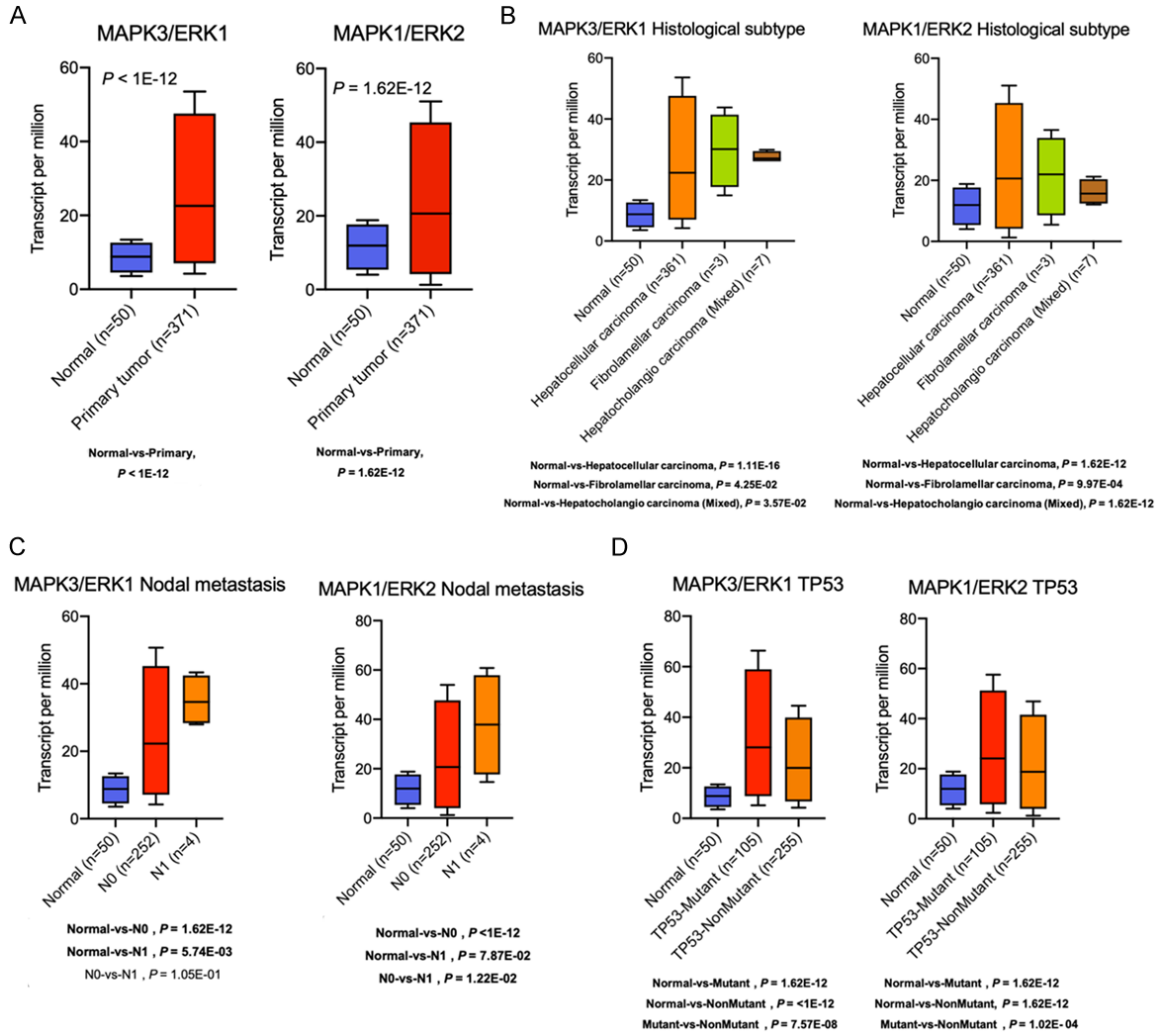 A
MAPK3/ERK1
P < 1E-12
Transcript per million
60
40
20
0
Normal (n=50)
Primary tumor (n=371)
Normal-vs-Primary,
P <1E-12
MAPK1/ERK2
P = 1.62E-12
Transcript per million
60
40
20
0
Normal (n=50)
Primary tumor (n=371)
Normal-vs-Primary,
P = 1.62E-12
B
MAPK3/ERK1 Histological subtype
Transcript per million
60
40
20
0
Normal (n=50)
Hepatocellular carcinoma (n=361)
Fibrolamellar carcinoma (n=3)
Hepatocholangio carcinoma (Mixed) (n=7)
Normal-vs-Hepatocellular carcinoma, P = 1.11E-16
Normal-vs-Fibrolamellar carcinoma, P = 4.25E-02
Normal-vs-Hepatocholangio carcinoma (Mixed), P = 3.57E-02
MAPK1/ERK2 Histological subtype
Transcript per million
60
40
20
0
Normal (n=50)
Hepatocellular carcinoma (n=361)
Fibrolamellar carcinoma (n=3)
Hepatocholangio carcinoma (Mixed) (n=7)
Normal-vs-Hepatocellular carcinoma, P = 1.62E-12
Normal-vs-Fibrolamellar carcinoma, P = 9.97E-04
Normal-vs-Hepatocholangio carcinoma (Mixed), P = 1.62E-12
C
MAPK3/ERK1 Nodal metastasis
Transcript per million
60
40
20
0
Normal (n=50)
N0 (n=252)
N1 (n=4)
Normal-vs-N0 , P = 1.62E-12
Normal-vs-N1 , P = 5.74E-03
N0-vs-N1 , P = 1.05E-01
MAPK1/ERK2 Nodal metastasis
Transcript per million
80
60
40
20
0
Normal (n=50)
N0 (n=252)
N1 (n=4)
Normal-vs-N0 , P <1E-12
Normal-vs-N1 , P = 7.87E-02
N0-vs-N1 , P = 1.22E-02
D
MAPK3/ERK1 TP53
Transcript per million
80
60
40
20
0
Normal (n=50)
TP53-Mutant (n=105)
TP53-NonMutant (n=255)
Normal-vs-Mutant , P = 1.62E-12
Normal-vs-NonMutant , P = <1E-12
Mutant-vs-NonMutant , P = 7.57E-08
MAPK1/ERK2 TP53
Transcript per million
80
60
40
20
0
Normal (n=50)
TP53-Mutant (n=105)
TP53-NonMutant (n=255)
Normal-vs-Mutant , P = 1.62E-12
Normal-vs-NonMutant, P = 1.62E-12
Mutant-vs-NonMutant , P = 1.02E- 04